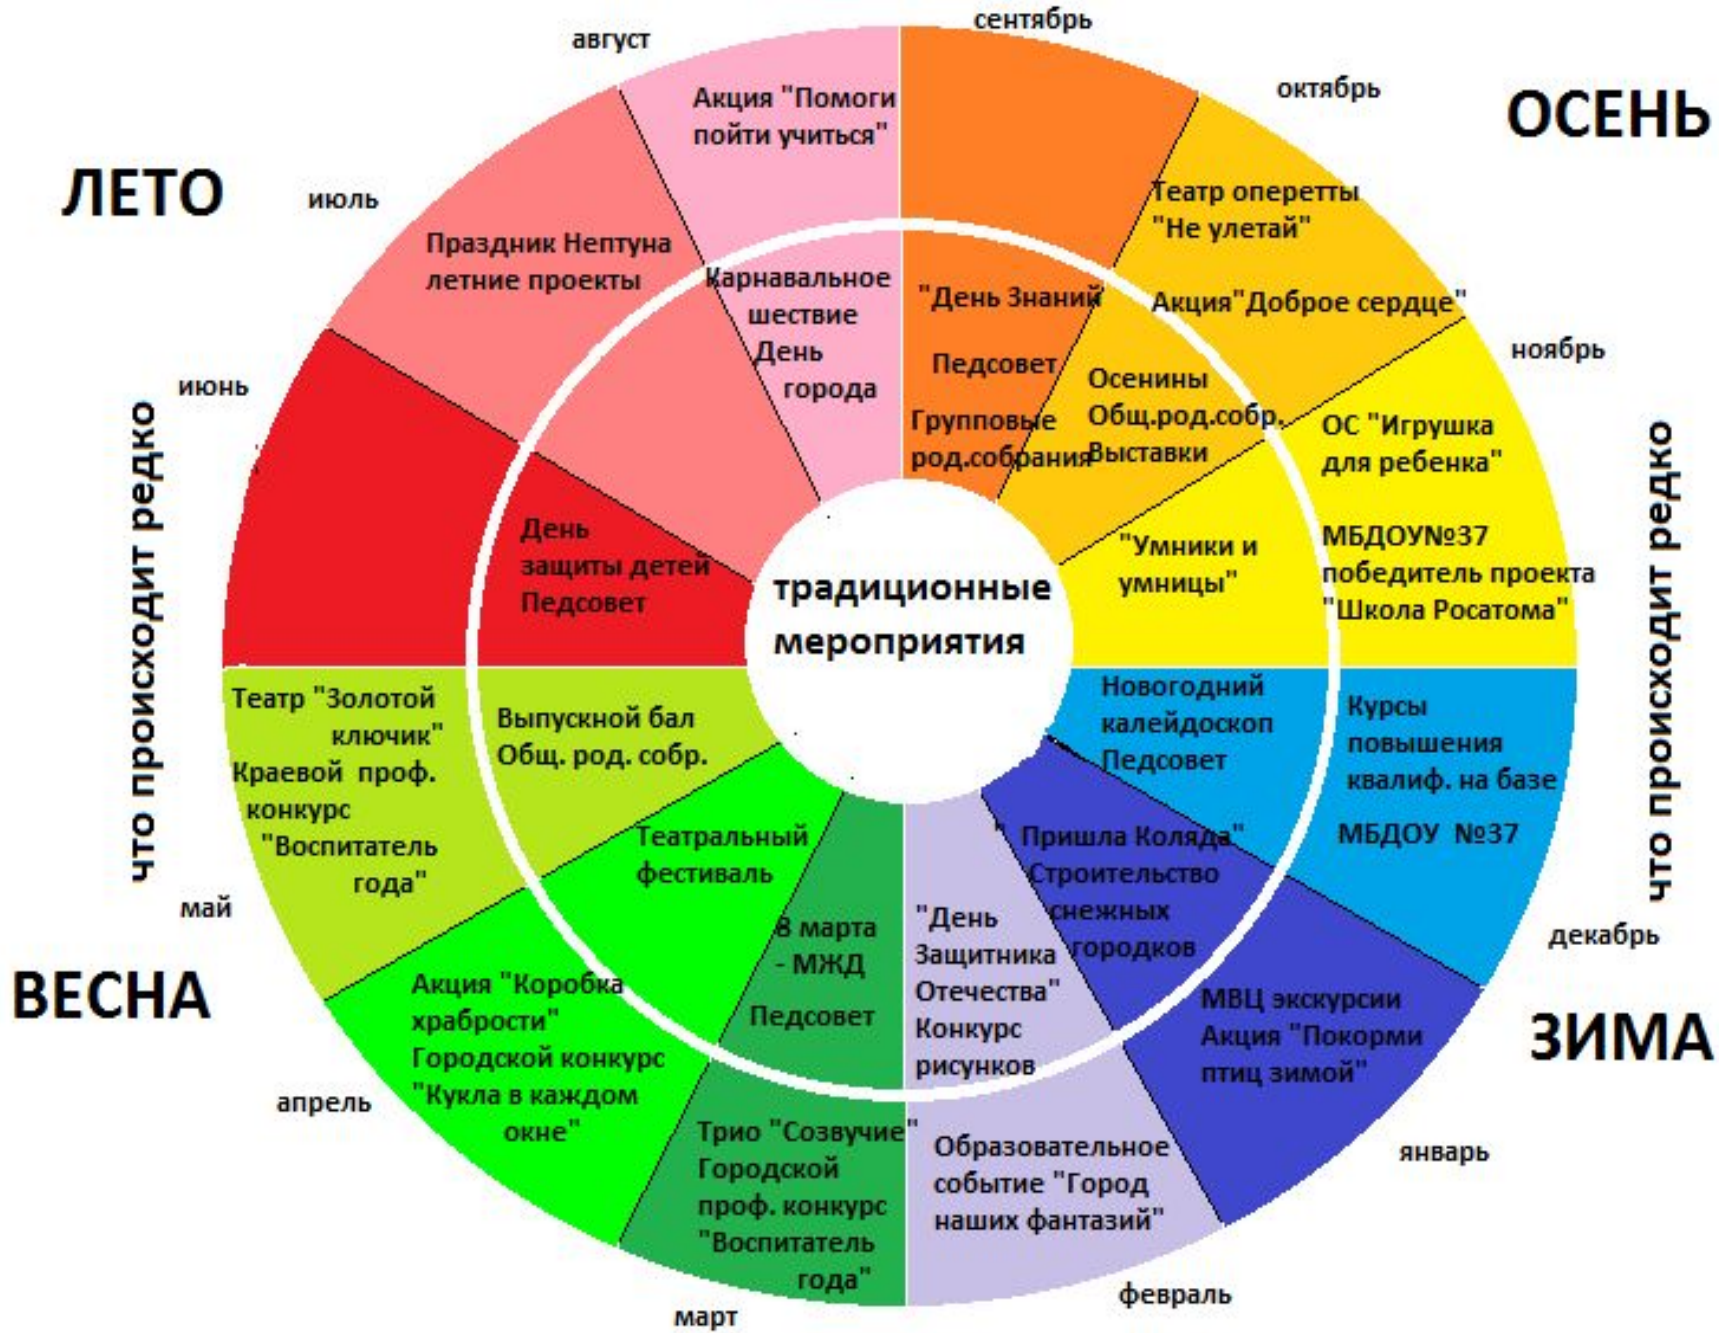 сентябрь
август
октябрь
ОСЕНЬ
Акция "Помоги
пойти учиться"
ЛЕТО
июль
Театр оперетты
"Не улетай"
Акция"Доброе сердце"
Праздник Нептуна
летние проекты
Карнавальное
шествие
День
города
"День Знаний
Педсовет
Групповые
род.собрания
Осенины
Общ.род.собр.
Выставки
ноябрь
июнь
ОС "Игрушка
для ребенка"
МБДОУ№37
победитель проекта
"Школа Росатома"
"Умники и
умницы"
что происходит редко
что происходит редко
День
защиты детей
Педсовет
традиционные
мероприятия
Театр "Золотой
ключик"
Краевой проф.
конкурс
"Воспитатель
года"
Выпускной бал
Общ. род. собр.
Новогодний
калейдоскоп
Педсовет
Курсы
повышения
квалиф. на базе
МБДОУ №37
Театральный
фестиваль
" Пришла Коляда"
Строительство
снежных
городков
май
8 марта
- МЖД
Педсовет
"День
Защитника
Отечества"
Конкурс
рисунков
декабрь
ВЕСНА
ЗИМА
Акция "Коробка
храбрости"
Городской конкурс
"Кукла в каждом
окне"
МВЦ экскурсии
Акция "Покорми
птиц зимой"
апрель
Трио "Созвучие"
Городской
проф. конкурс
"Воспитатель
года"
Образовательное
событие "Город
наших фантазий"
январь
февраль
март